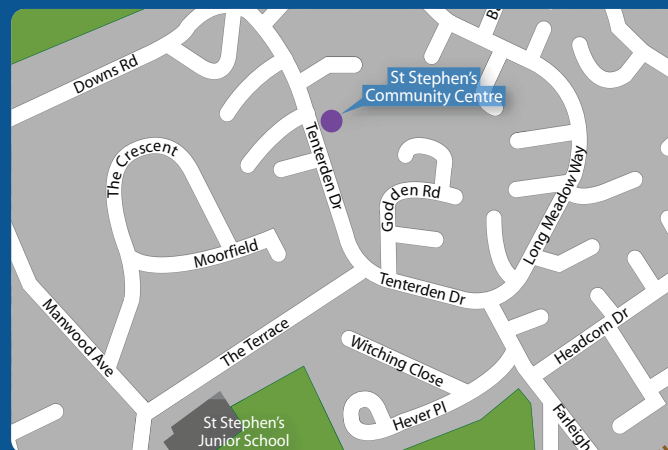 Ba
Downs Rd
St Stephen's
Community Centre
The Crescent
Tenterden Dr
Godden Rd
Long Meadow Way
Moorfield
Tenterden Dr
Manwood Ave
The Terrace
Headcorn Dr
Witching Close
Hever Pl
Farleigh
St Stephen's
Junior School